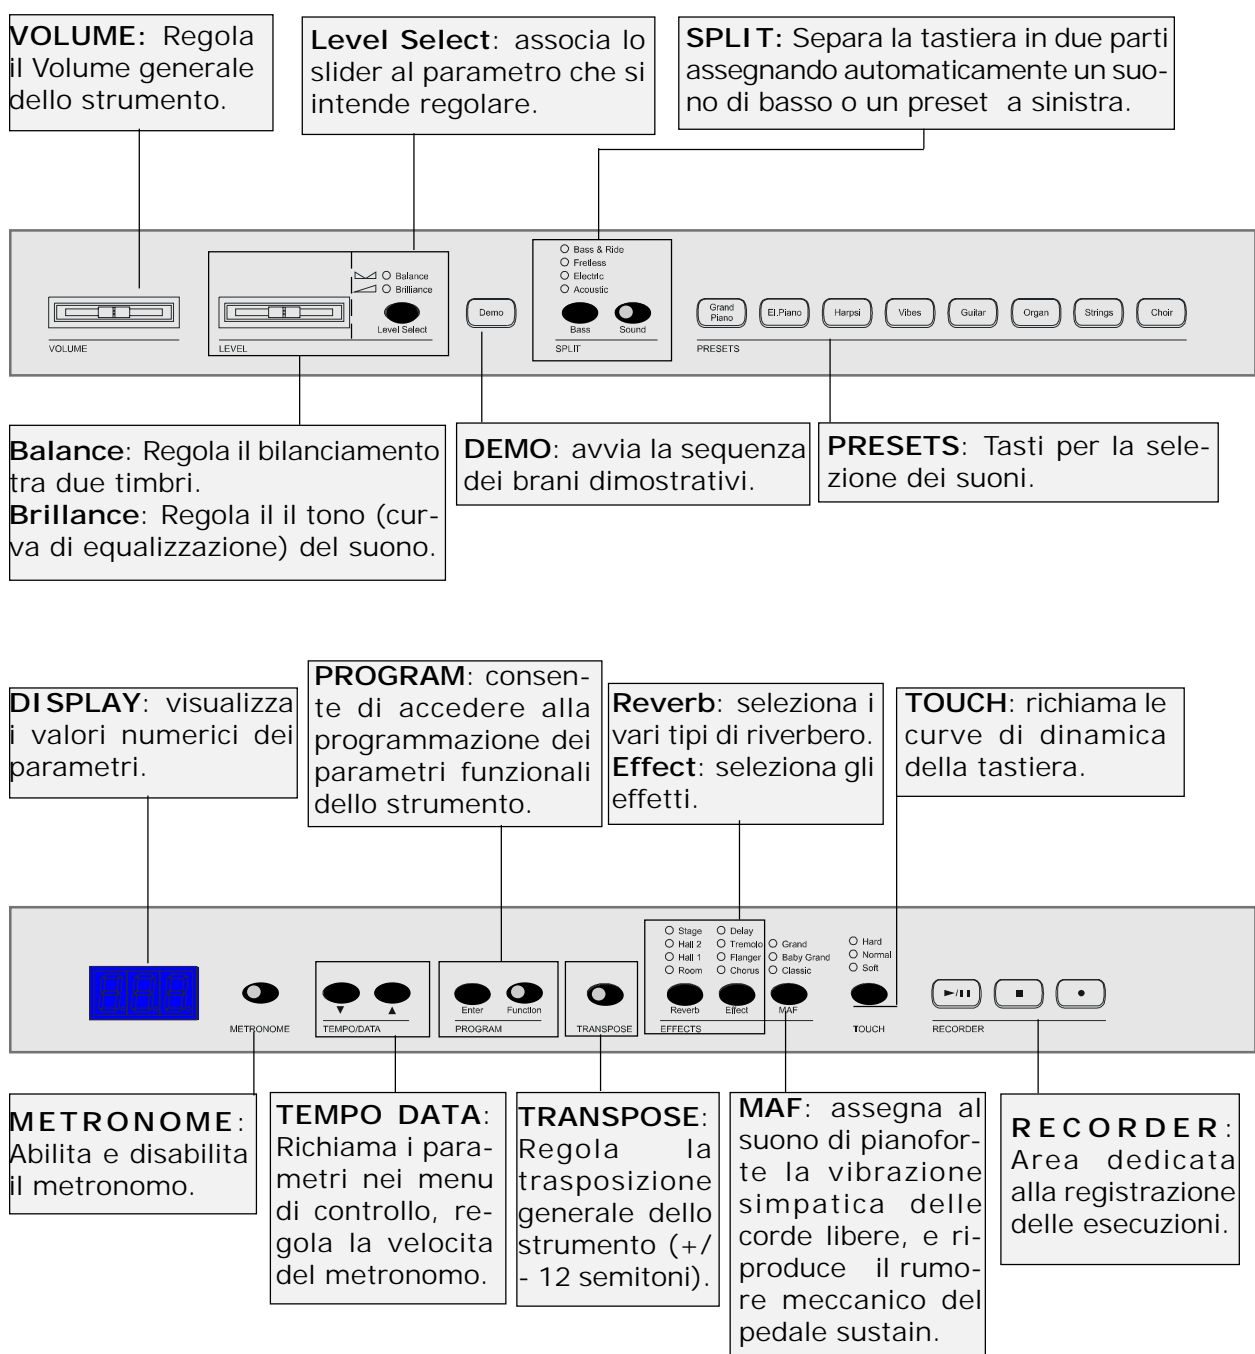 VOLUME: Regola
il Volume generale
dello strumento.
Level Select: associa lo
slider al parametro che si
intende regolare.
SPLIT: Separa la tastiera in due parti
assegnando automaticamente un suo-
no di basso o un preset a sinistra.
VOLUME
Balance
Brilliance
Level Select
LEVEL
Demo
Bass & Ride
Fretless
Electric
Acoustic
Bass Sound
SPLIT
Grand Piano El.Piano Harpsi Vibes Guitar Organ Strings Choir
PRESETS
Balance: Regola il bilanciamento
tra due timbri.
Brillance: Regola il il tono (cur-
va di equalizzazione) del suono.
DEMO: avvia la sequenza
dei brani dimostrativi.
PRESETS: Tasti per la sele-
zione dei suoni.
DISPLAY: visualizza
i valori numerici dei
parametri.
PROGRAM: consen-
te di accedere alla
programmazione dei
parametri funzionali
dello strumento.
Reverb: seleziona i
vari tipi di riverbero.
Effect: seleziona gli
effetti.
TOUCH: richiama le
curve di dinamica
della tastiera.
METRONOME
▼ ▲
TEMPO/DATA
Enter Function
PROGRAM
TRANSPOSE
Stage Delay
Hall 2 Tremolo Grand
Hall 1 Flanger Baby Grand
Room Chorus Classic
Reverb Effect MAF
EFFECTS
Hard
Normal
Soft
TOUCH
RECORDER
METRONOME:
Abilita e disabilita
il metronomo.
TEMPO DATA:
Richiama i para-
metri nei menu
di controllo, re-
gola la velocita
del metronomo.
TRANSPOSE:
Regola la
trasposizione
generale dello
strumento (+/
- 12 semitoni).
MAF: assegna al
suono di pianofor-
te la vibrazione
simpatica delle
corde libere, e ri-
produce il rumo-
re meccanico del
pedale sustain.
RECORDER:
Area dedicata
alla registrazione
delle esecuzioni.